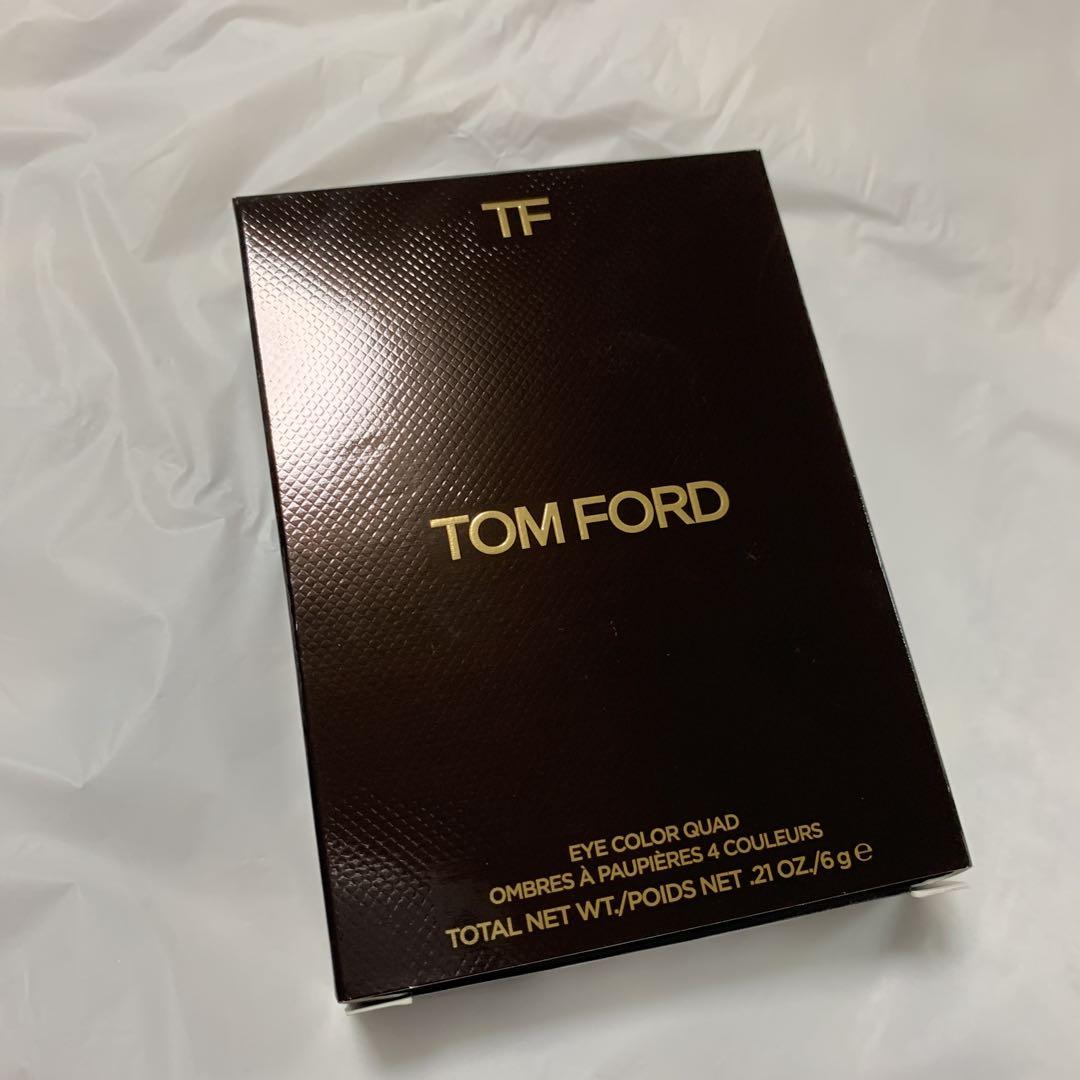 TF
TOM FORD
EYE COLOR QUAD
OMBRES À PAUPIÈRES 4 COULEURS
TOTAL NET WT./POIDS NET .21 OZ./6 g ℮